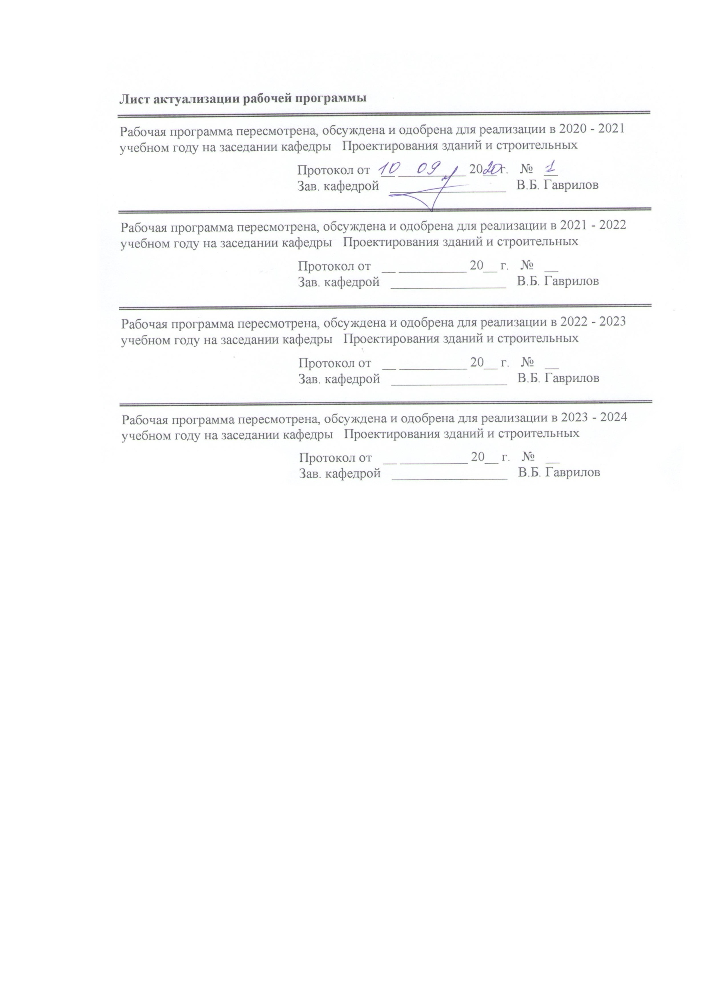 Лист актуализации рабочей программы
Рабочая программа пересмотрена, обсуждена и одобрена для реализации в 2020 - 2021
учебном году на заседании кафедры Проектирования зданий и строительных
Протокол от 10 09 2020г. № 1
Зав. кафедрой ____________ В.Б. Гаврилов
Рабочая программа пересмотрена, обсуждена и одобрена для реализации в 2021 - 2022
учебном году на заседании кафедры Проектирования зданий и строительных
Протокол от __ __________ 20__ г. № __
Зав. кафедрой _________________ В.Б. Гаврилов
Рабочая программа пересмотрена, обсуждена и одобрена для реализации в 2022 - 2023
учебном году на заседании кафедры Проектирования зданий и строительных
Протокол от __ __________ 20__ г. № __
Зав. кафедрой _________________ В.Б. Гаврилов
Рабочая программа пересмотрена, обсуждена и одобрена для реализации в 2023 - 2024
учебном году на заседании кафедры Проектирования зданий и строительных
Протокол от __ __________ 20__ г. № __
Зав. кафедрой _________________ В.Б. Гаврилов